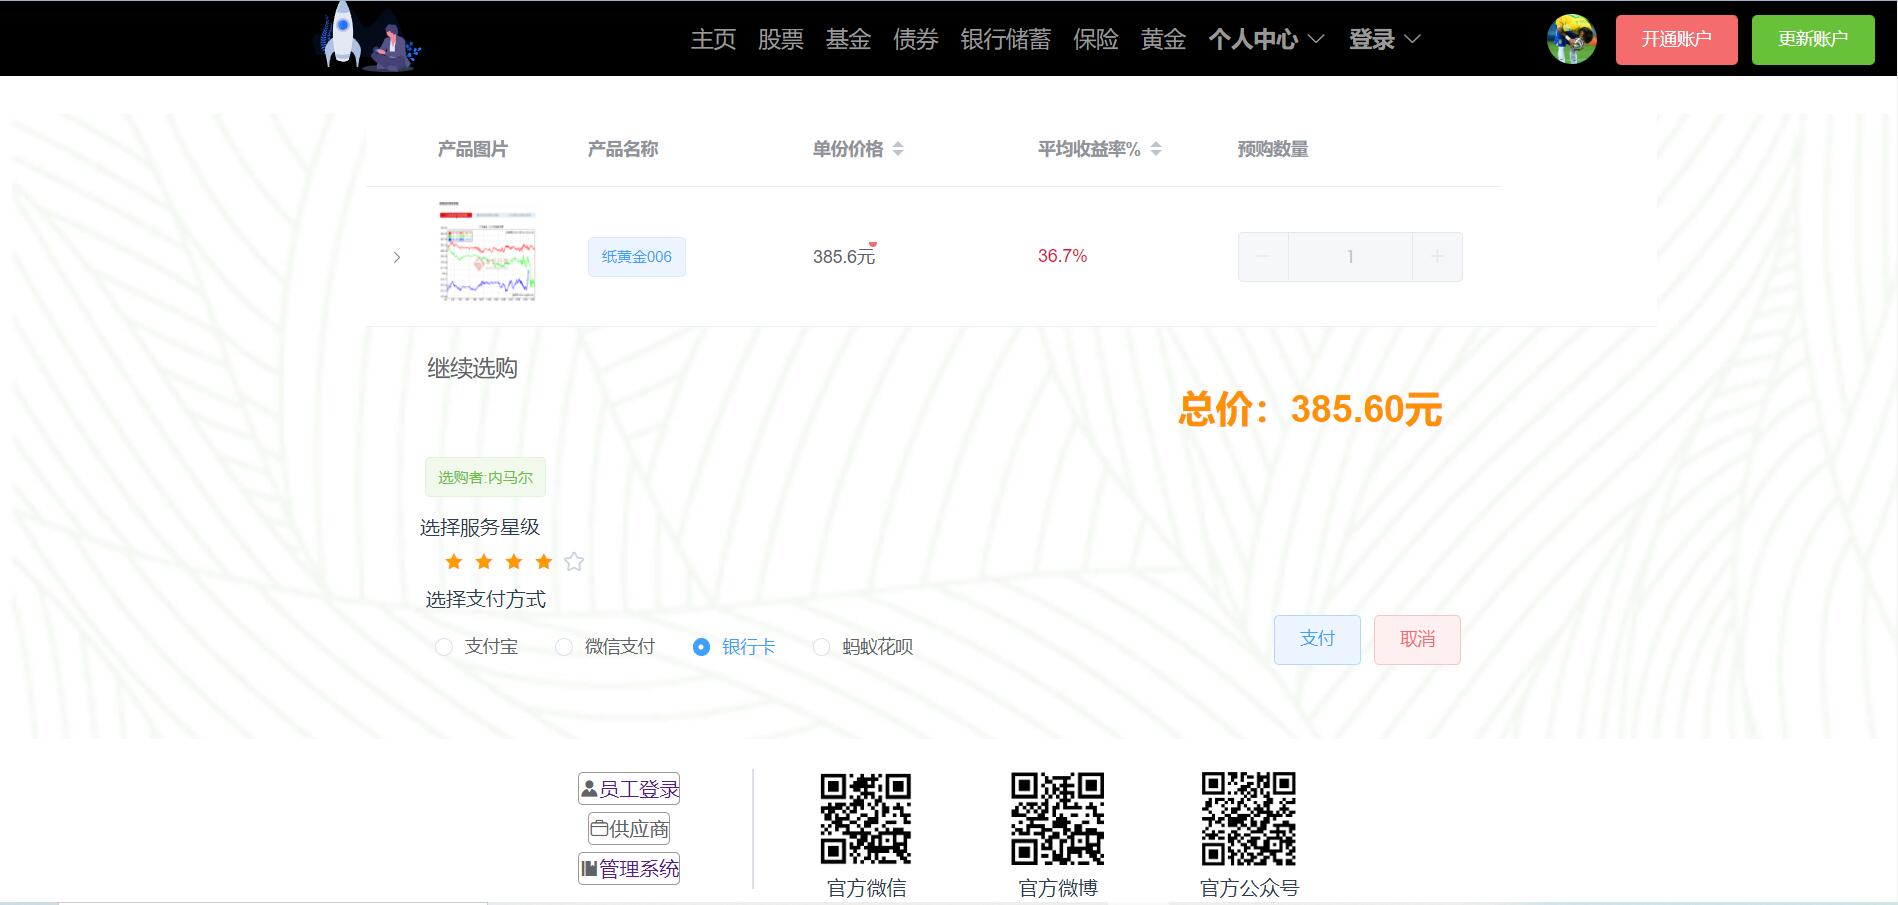 主页 股票 基金 债券 银行储蓄 保险 黄金 个人中心 登录 开通账户 更新账户
产品图片 产品名称 单份价格 平均收益率% 预购数量
纸黄金006 385.6元 36.7% 1
继续选购
总价：385.60元
选购者:内马尔
选择服务星级
选择支付方式
支付宝 微信支付 银行卡 蚂蚁花呗 支付 取消
员工登录
供应商
管理系统
官方微信 官方微博 官方公众号